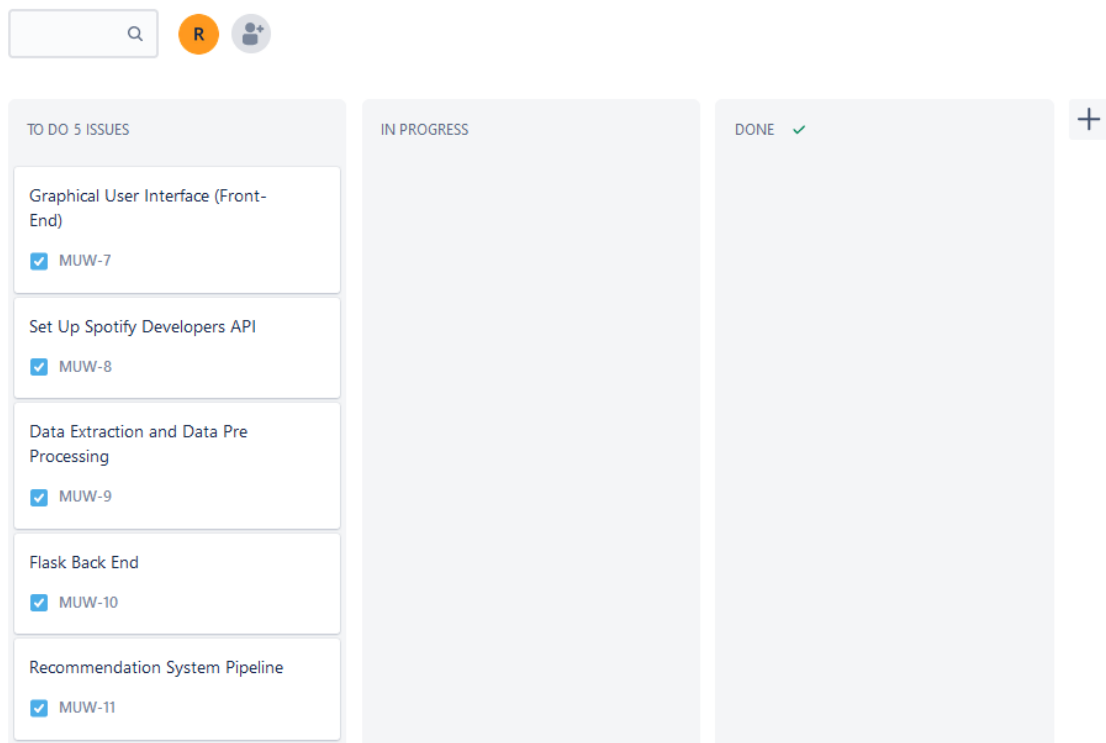 R
TO DO 5 ISSUES
IN PROGRESS
DONE
Graphical User Interface (Front-
End)
MUW-7
Set Up Spotify Developers API
MUW-8
Data Extraction and Data Pre
Processing
MUW-9
Flask Back End
MUW-10
Recommendation System Pipeline
MUW-11